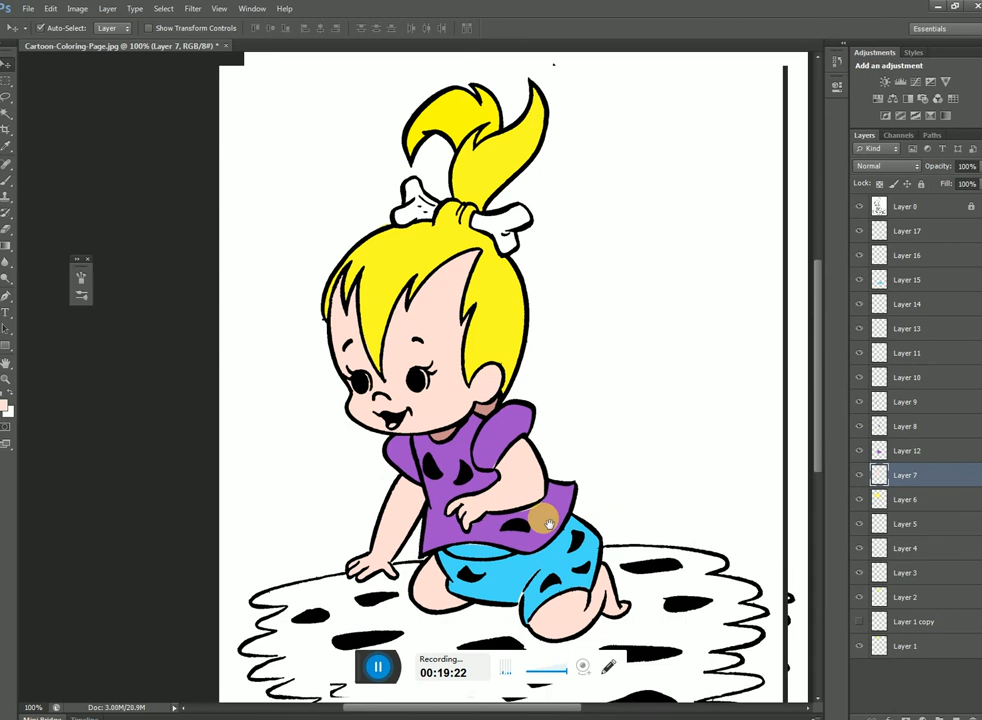 Ps File Edit Image Layer Type Select Filter View Window Help
Auto-Select: Layer Show Transform Controls Essentials
Cartoon-Coloring-Page.jpg @ 100% (Layer 7, RGB/8#) * ×
Adjustments Styles
Add an adjustment
Layers Channels Paths
Kind
Normal Opacity: 100%
Lock: Fill: 100%
Layer 0
Layer 17
Layer 16
Layer 15
Layer 14
Layer 13
Layer 11
Layer 10
Layer 9
Layer 8
Layer 12
Layer 7
Layer 6
Layer 5
Layer 4
Layer 3
Layer 2
Layer 1 copy
Layer 1
Recording...
00:19:22
100% Doc: 3.00M/20.9M
Mini Bridge Timeline